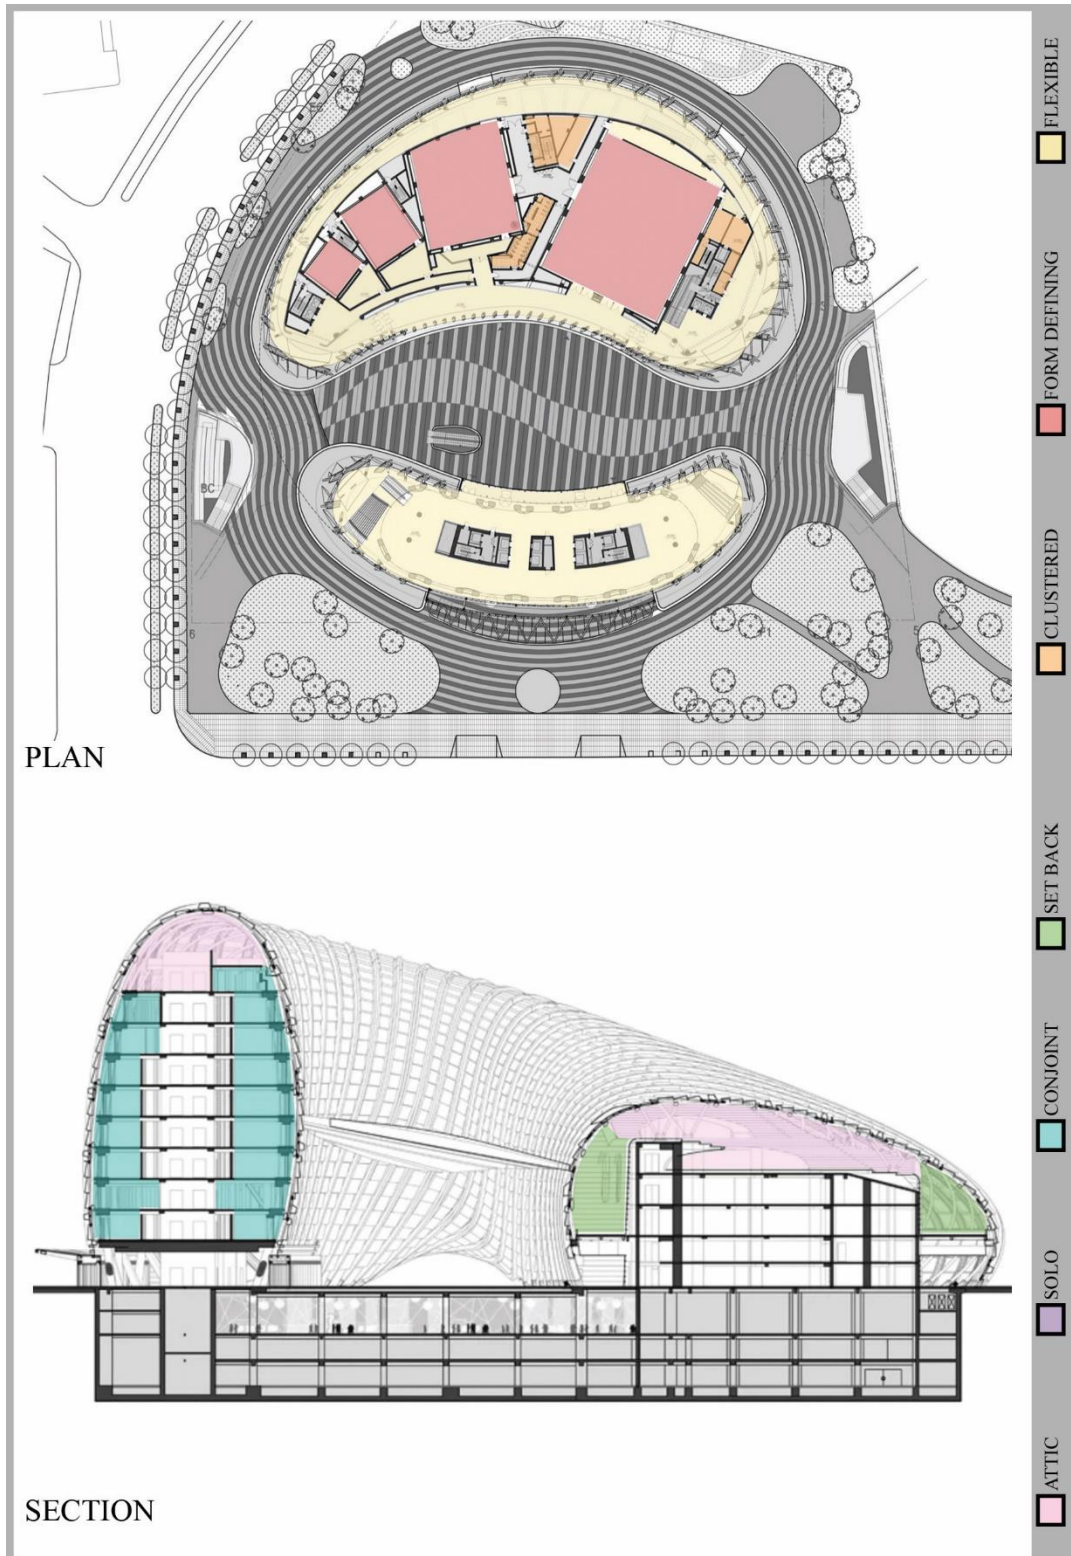 PLAN
SECTION
FLEXIBLE
FORM DEFINING
CLUSTERED
SET BACK
CONJOINT
SOLO
ATTIC
BC